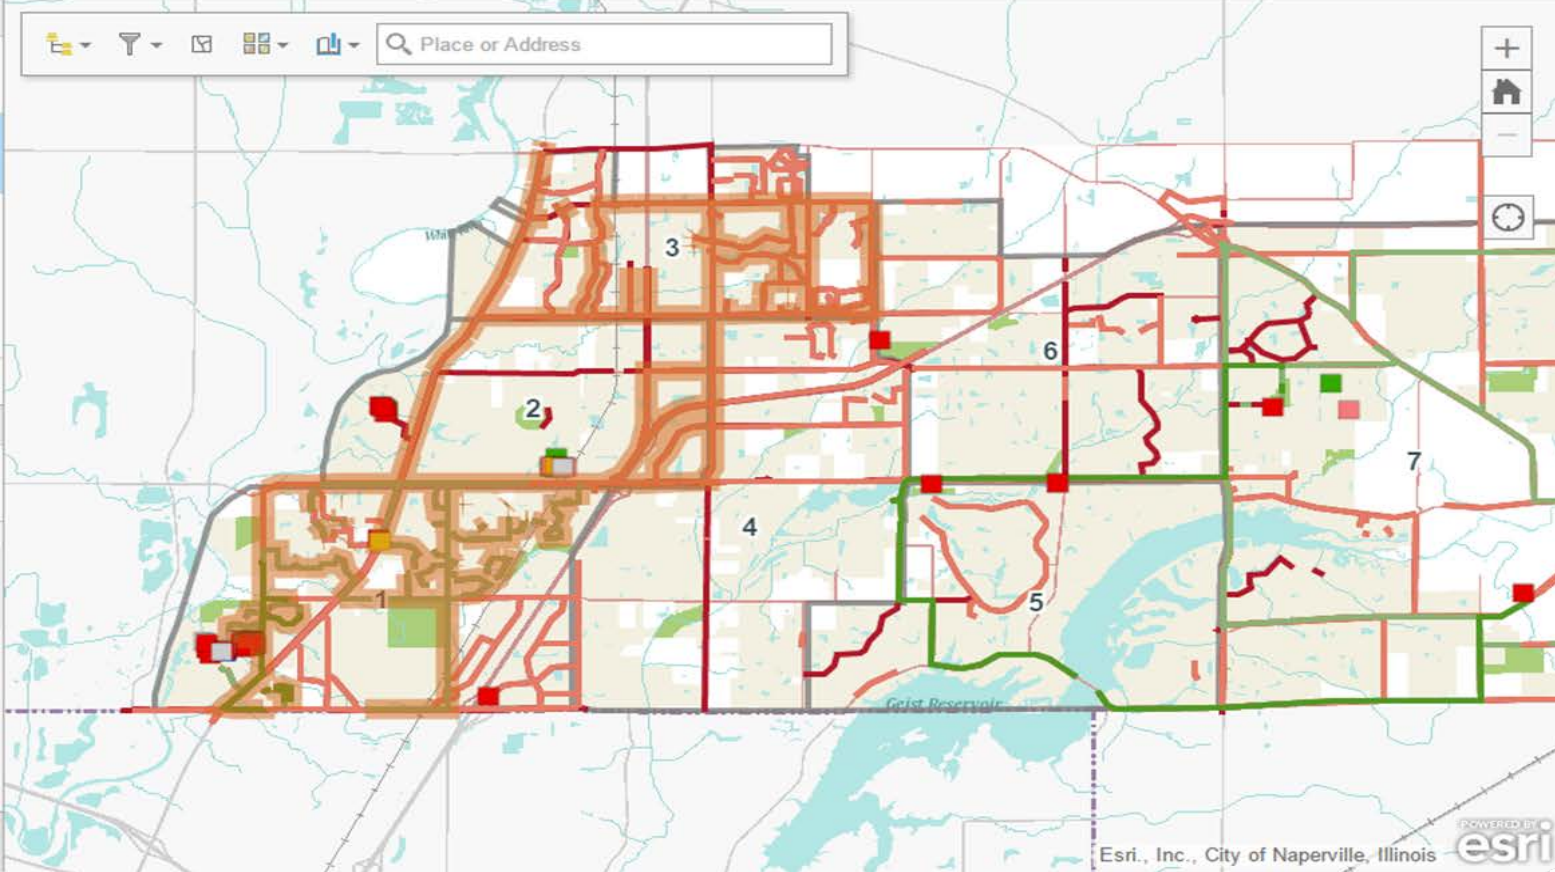 Place or Address
3
6
2
7
4
1
5
Geist Reservoir
POWERED BY
esri
Esri., Inc., City of Naperville, Illinois